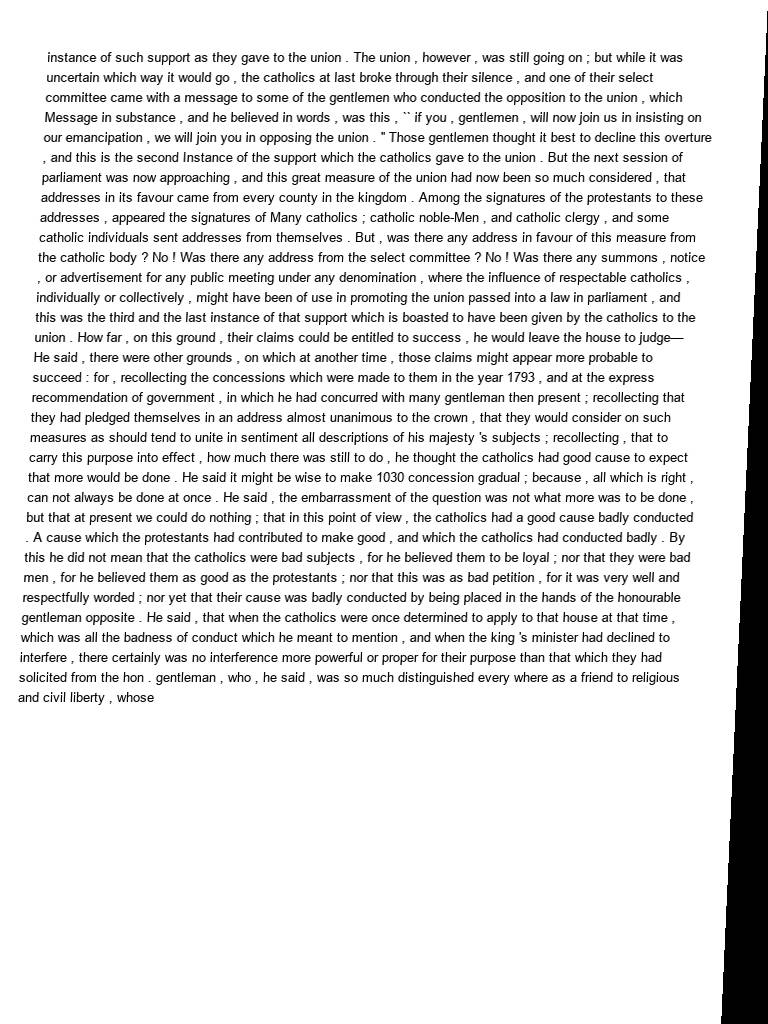 instance of such support as they gave to the union . The union , however , was still going on ; but while it was
uncertain which way it would go , the catholics at last broke through their silence , and one of their select
committee came with a message to some of the gentlemen who conducted the opposition to the union , which
Message in substance , and he believed in words , was this , `` if you , gentlemen , will now join us in insisting on
our emancipation , we will join you in opposing the union . " Those gentlemen thought it best to decline this overture
, and this is the second Instance of the support which the catholics gave to the union . But the next session of
parliament was now approaching , and this great measure of the union had now been so much considered , that
addresses in its favour came from every county in the kingdom . Among the signatures of the protestants to these
addresses , appeared the signatures of Many catholics ; catholic noble-Men , and catholic clergy , and some
catholic individuals sent addresses from themselves . But , was there any address in favour of this measure from
the catholic body ? No ! Was there any address from the select committee ? No ! Was there any summons , notice
, or advertisement for any public meeting under any denomination , where the influence of respectable catholics ,
individually or collectively , might have been of use in promoting the union passed into a law in parliament , and
this was the third and the last instance of that support which is boasted to have been given by the catholics to the
union . How far , on this ground , their claims could be entitled to success , he would leave the house to judge—
He said , there were other grounds , on which at another time , those claims might appear more probable to
succeed : for , recollecting the concessions which were made to them in the year 1793 , and at the express
recommendation of government , in which he had concurred with many gentleman then present ; recollecting that
they had pledged themselves in an address almost unanimous to the crown , that they would consider on such
measures as should tend to unite in sentiment all descriptions of his majesty 's subjects ; recollecting , that to
carry this purpose into effect , how much there was still to do , he thought the catholics had good cause to expect
that more would be done . He said it might be wise to make 1030 concession gradual ; because , all which is right ,
can not always be done at once . He said , the embarrassment of the question was not what more was to be done ,
but that at present we could do nothing ; that in this point of view , the catholics had a good cause badly conducted
. A cause which the protestants had contributed to make good , and which the catholics had conducted badly . By
this he did not mean that the catholics were bad subjects , for he believed them to be loyal ; nor that they were bad
men , for he believed them as good as the protestants ; nor that this was as bad petition , for it was very well and
respectfully worded ; nor yet that their cause was badly conducted by being placed in the hands of the honourable
gentleman opposite . He said , that when the catholics were once determined to apply to that house at that time ,
which was all the badness of conduct which he meant to mention , and when the king 's minister had declined to
interfere , there certainly was no interference more powerful or proper for their purpose than that which they had
solicited from the hon . gentleman , who , he said , was so much distinguished every where as a friend to religious
and civil liberty , whose